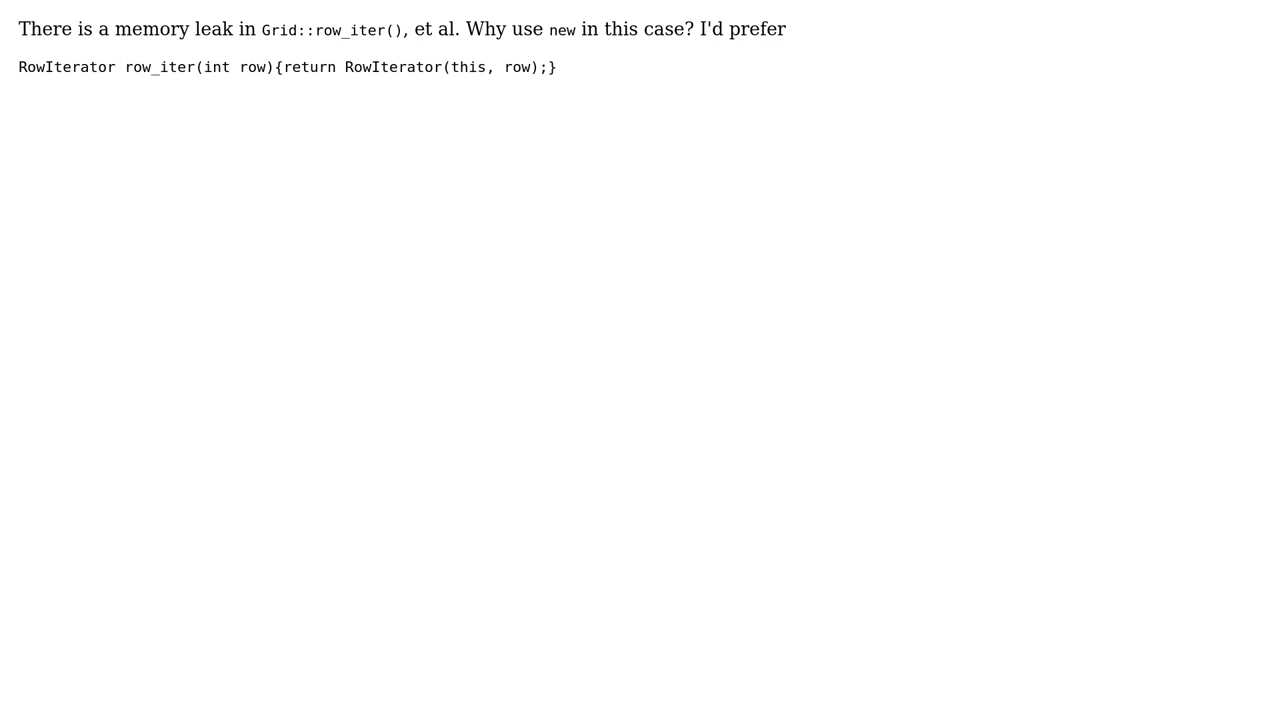 There is a memory leak in Grid::row_iter(), et al. Why use new in this case? I'd prefer
RowIterator row_iter(int row){return RowIterator(this, row);}